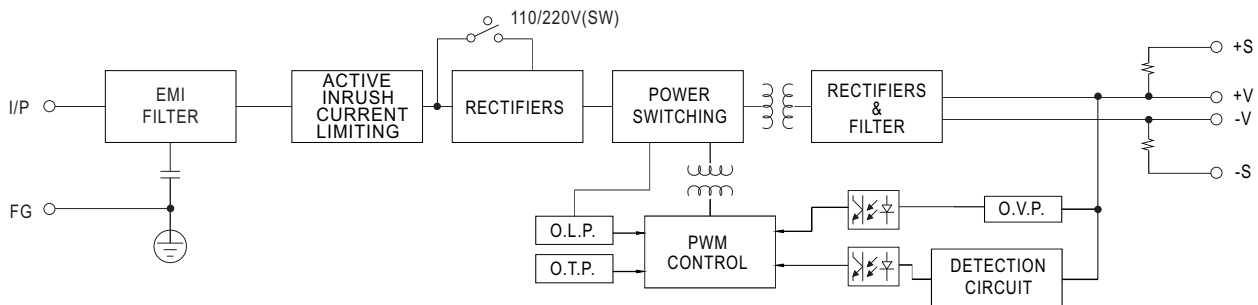 110/220V(SW)
I/P
EMI
FILTER
ACTIVE
INRUSH
CURRENT
LIMITING
RECTIFIERS
POWER
SWITCHING
RECTIFIERS
&
FILTER
+S
+V
-V
-S
FG
O.L.P.
O.T.P.
PWM
CONTROL
O.V.P.
DETECTION
CIRCUIT